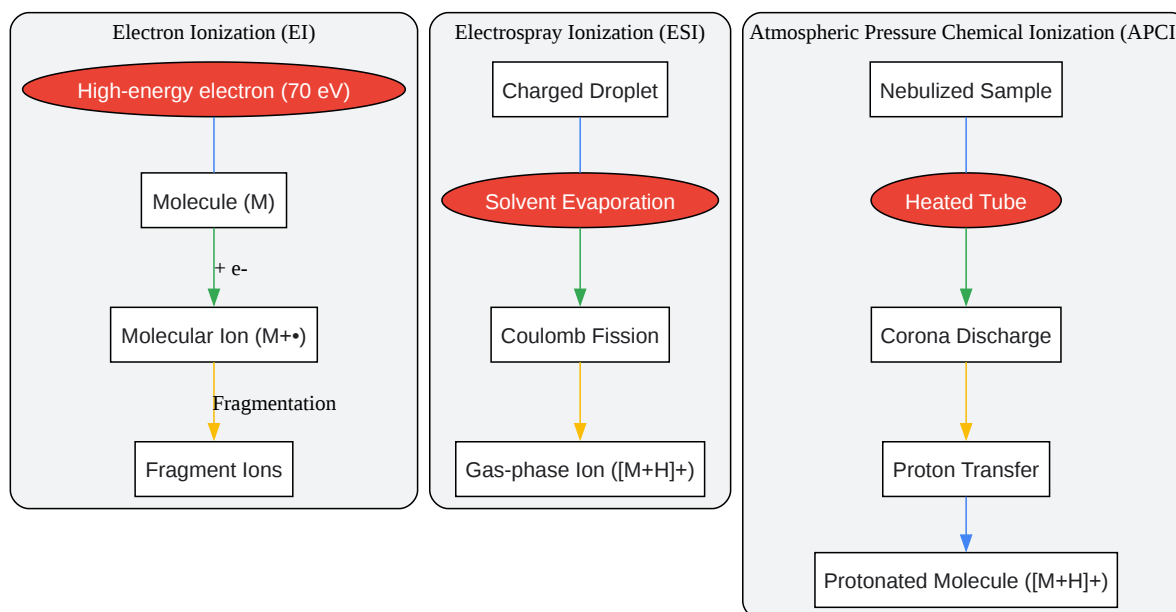 Electron Ionization (EI)
High-energy electron (70 eV)
Molecule (M)
+ e-
Molecular Ion (M+•)
Fragmentation
Fragment Ions
Electrospray Ionization (ESI)
Charged Droplet
Solvent Evaporation
Coulomb Fission
Gas-phase Ion ([M+H]+)
Atmospheric Pressure Chemical Ionization (APCI)
Nebulized Sample
Heated Tube
Corona Discharge
Proton Transfer
Protonated Molecule ([M+H]+)